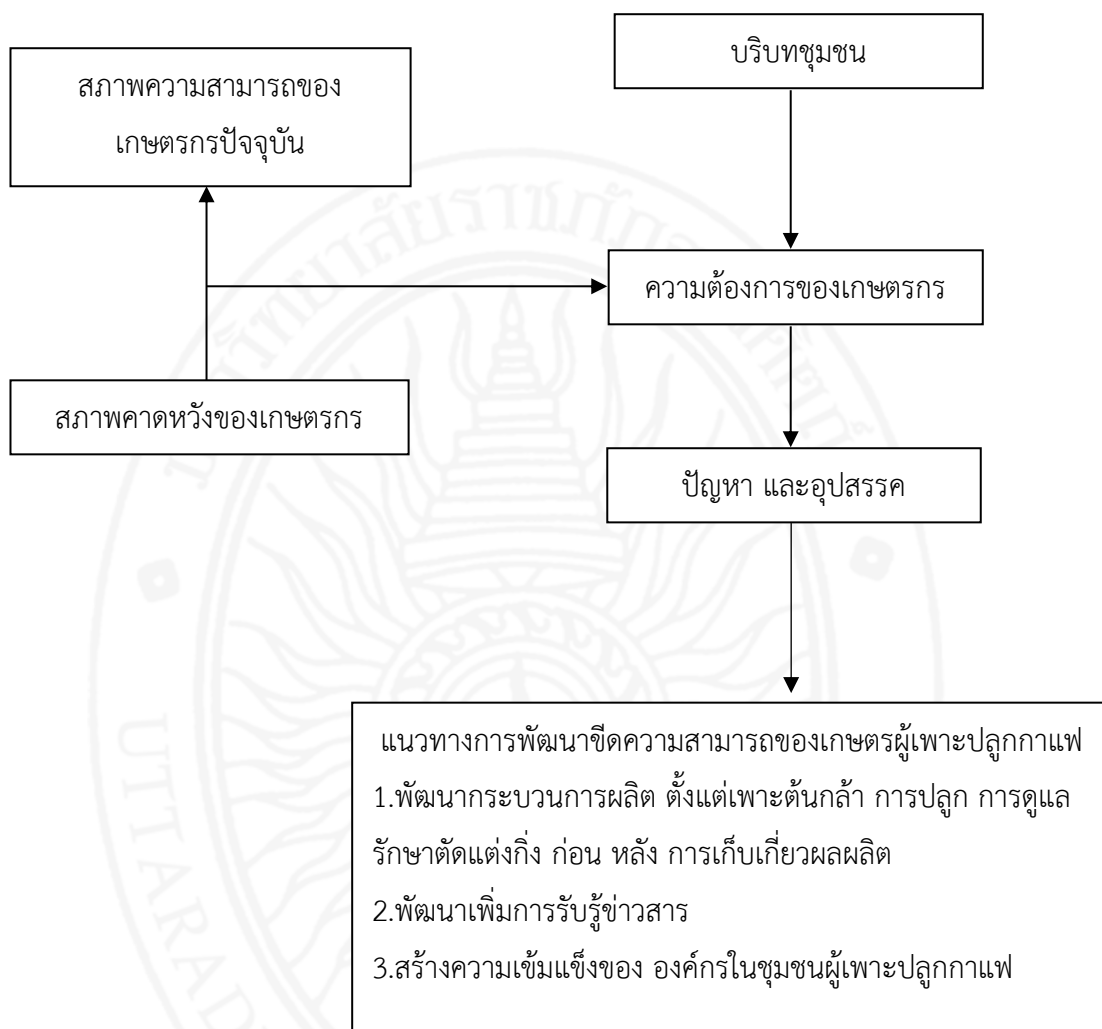 บริบทชุมชน
สภาพความสามารถของ
เกษตรกรปัจจุบัน
ความต้องการของเกษตรกร
สภาพคาดหวังของเกษตรกร
ปัญหา และอุปสรรค
แนวทางการพัฒนาขีดความสามารถของเกษตรผู้เพาะปลูกกาแฟ
1.พัฒนากระบวนการผลิต ตั้งแต่เพาะต้นกล้า การปลูก การดูแล
รักษาตัดแต่งกิ่ง ก่อน หลัง การเก็บเกี่ยวผลผลิต
2.พัฒนาเพิ่มการรับรู้ข่าวสาร
3.สร้างความเข้มแข็งของ องค์กรในชุมชนผู้เพาะปลูกกาแฟ